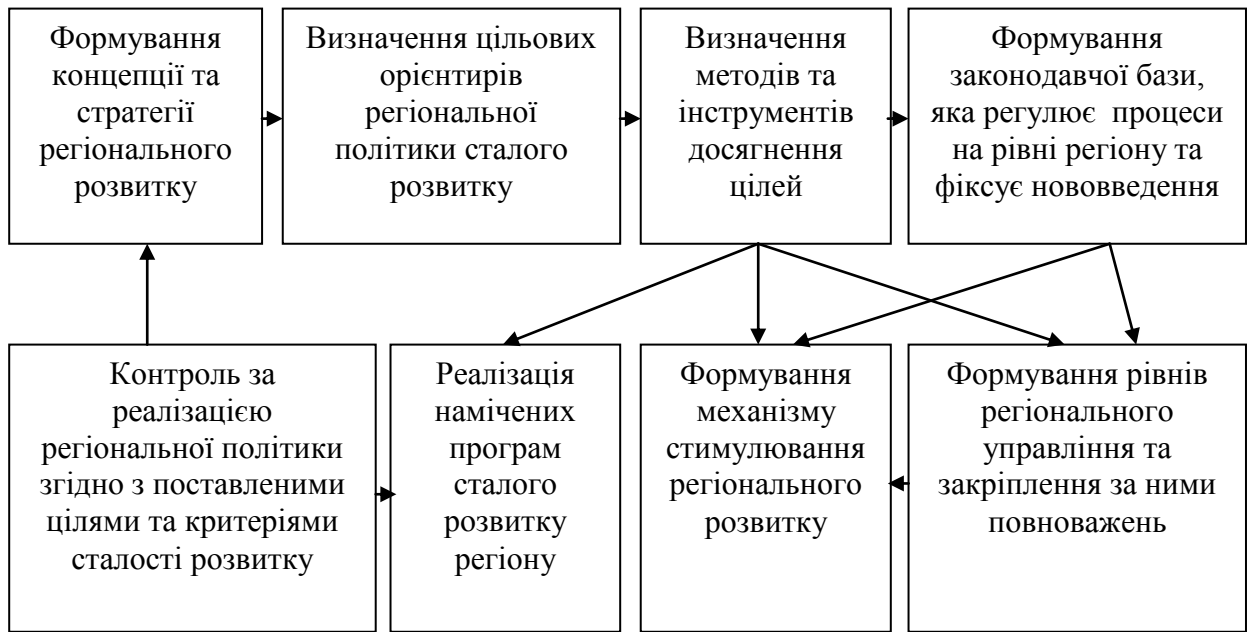 Формування
концепції та
стратегії
регіонального
розвитку
Визначення цільових
орієнтирів
регіональної
політики сталого
розвитку
Визначення
методів та
інструментів
досягнення
цілей
Формування
законодавчої бази,
яка регулює процеси
на рівні регіону та
фіксує нововведення
Контроль за
реалізацією
регіональної політики
згідно з поставленими
цілями та критеріями
сталості розвитку
Реалізація
намічених
програм
сталого
розвитку
регіону
Формування
механізму
стимулювання
регіонального
розвитку
Формування рівнів
регіонального
управління та
закріплення за ними
повноважень